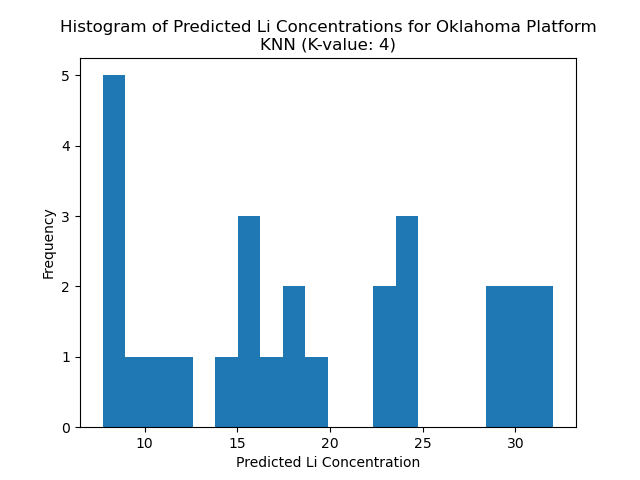 Histogram of Predicted Li Concentrations for Oklahoma Platform
KNN (K-value: 4)
5
4
3
2
1
0
Frequency
10 15 20 25 30
Predicted Li Concentration